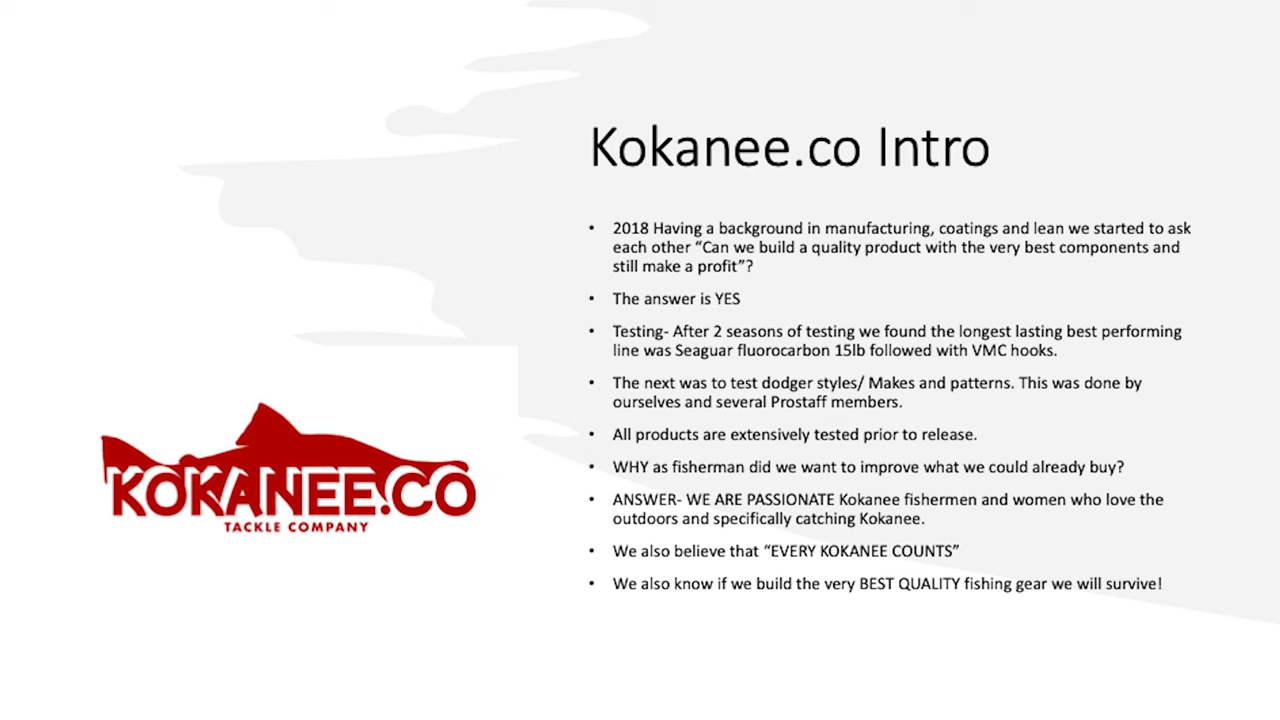 Kokanee.co Intro
• 2018 Having a background in manufacturing, coatings and lean we started to ask
each other “Can we build a quality product with the very best components and
still make a profit”?
• The answer is YES
• Testing- After 2 seasons of testing we found the longest lasting best performing
line was Seaguar fluorocarbon 15lb followed with VMC hooks.
• The next was to test dodger styles/ Makes and patterns. This was done by
ourselves and several Prostaff members.
• All products are extensively tested prior to release.
• WHY as fisherman did we want to improve what we could already buy?
• ANSWER- WE ARE PASSIONATE Kokanee fishermen and women who love the
outdoors and specifically catching Kokanee.
• We also believe that “EVERY KOKANEE COUNTS”
• We also know if we build the very BEST QUALITY fishing gear we will survive!
KOKANEE.CO
TACKLE COMPANY